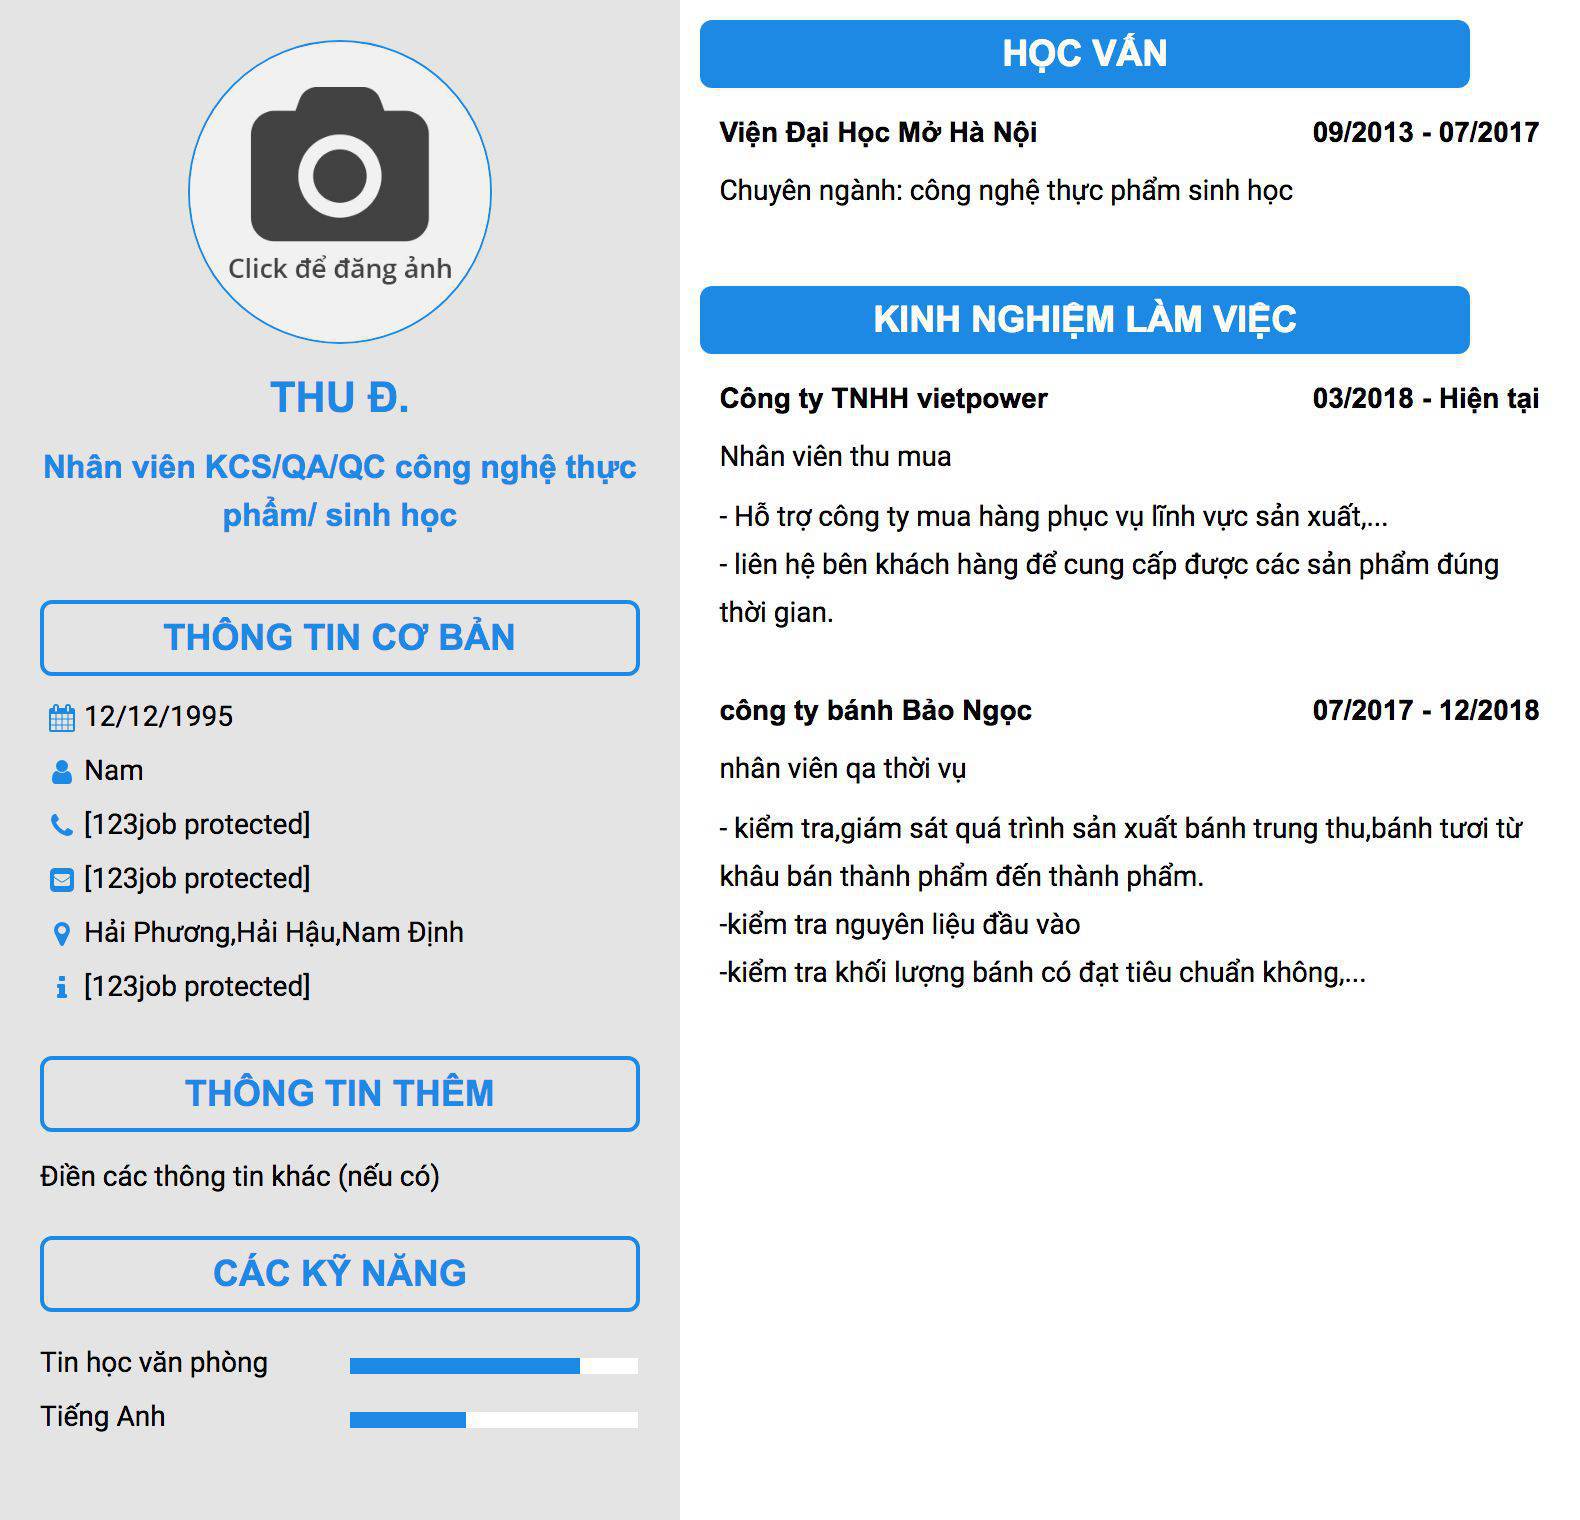 Click để đăng ảnh
THU Đ.
Nhân viên KCS/QA/QC công nghệ thực
phẩm/ sinh học
THÔNG TIN CƠ BẢN
12/12/1995
Nam
[123job protected]
[123job protected]
Hải Phương,Hải Hậu,Nam Định
[123job protected]
THÔNG TIN THÊM
Điền các thông tin khác (nếu có)
CÁC KỸ NĂNG
Tin học văn phòng
Tiếng Anh
HỌC VẤN
Viện Đại Học Mở Hà Nội 09/2013 - 07/2017
Chuyên ngành: công nghệ thực phẩm sinh học
KINH NGHIỆM LÀM VIỆC
Công ty TNHH vietpower 03/2018 - Hiện tại
Nhân viên thu mua
- Hỗ trợ công ty mua hàng phục vụ lĩnh vực sản xuất,...
- liên hệ bên khách hàng để cung cấp được các sản phẩm đúng
thời gian.
công ty bánh Bảo Ngọc 07/2017 - 12/2018
nhân viên qa thời vụ
- kiểm tra,giám sát quá trình sản xuất bánh trung thu,bánh tươi từ
khâu bán thành phẩm đến thành phẩm.
-kiểm tra nguyên liệu đầu vào
-kiểm tra khối lượng bánh có đạt tiêu chuẩn không,...